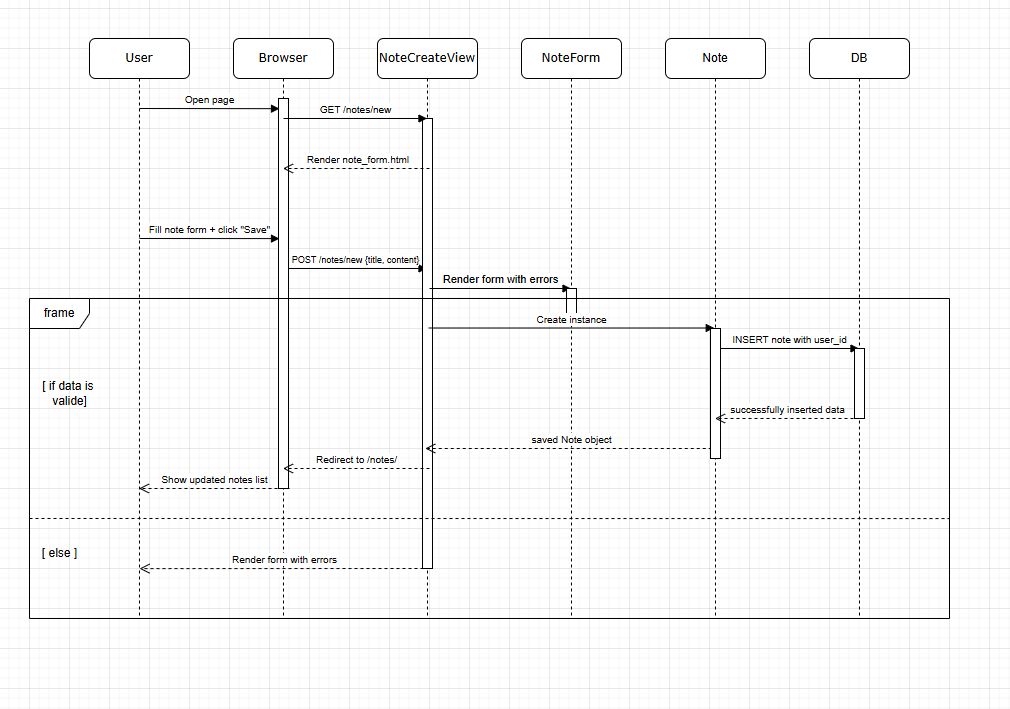 User
Browser
NoteCreateView
NoteForm
Note
DB
Open page
GET /notes/new
Render note_form.html
Fill note form + click "Save"
POST /notes/new {title, content}
Render form with errors
frame
Create instance
INSERT note with user_id
[ if data is
valide]
successfully inserted data
saved Note object
Redirect to /notes/
Show updated notes list
[ else ]
Render form with errors